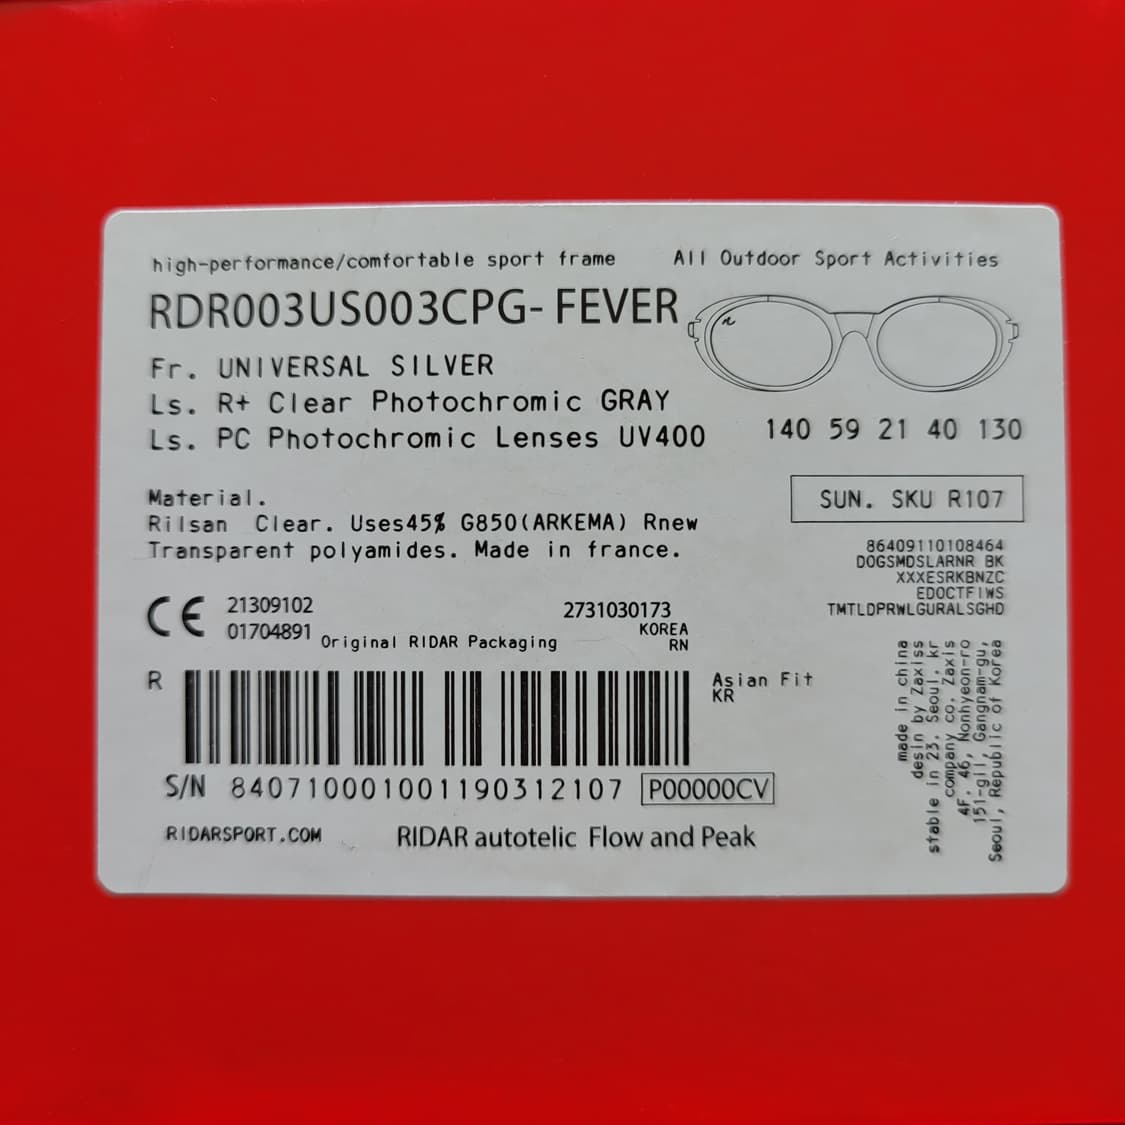 high-performance/comfortable sport frame
All Outdoor Sport Activities
RDR003US003CPG- FEVER
Fr. UNIVERSAL SILVER
Ls. R+ Clear Photochromic GRAY
Ls. PC Photochromic Lenses UV400
140 59 21 40 130
SUN. SKU R107
Material.
Rilsan Clear. Uses45% G850(ARKEMA) Rnew
Transparent polyamides. Made in france.
86409110108464
DOGSMDSLARNR BK
XXXESRKBNZC
EDOCTFIWS
TMTLDPRWLGURALSGHD
CE
21309102
01704891
Original RIDAR Packaging
2731030173
KOREA
RN
R
Asian Fit
KR
S/N 840710001001190312107
P00000CV
RIDARSPORT.COM
RIDAR autotelic Flow and Peak
made in china
desin by Zaxiss
stable in 23. Seoul. kr
company co. Zaxis
4F. 46, Nonhyeon-ro
151-gil, Gangnam-gu,
Seoul, Republic of Korea